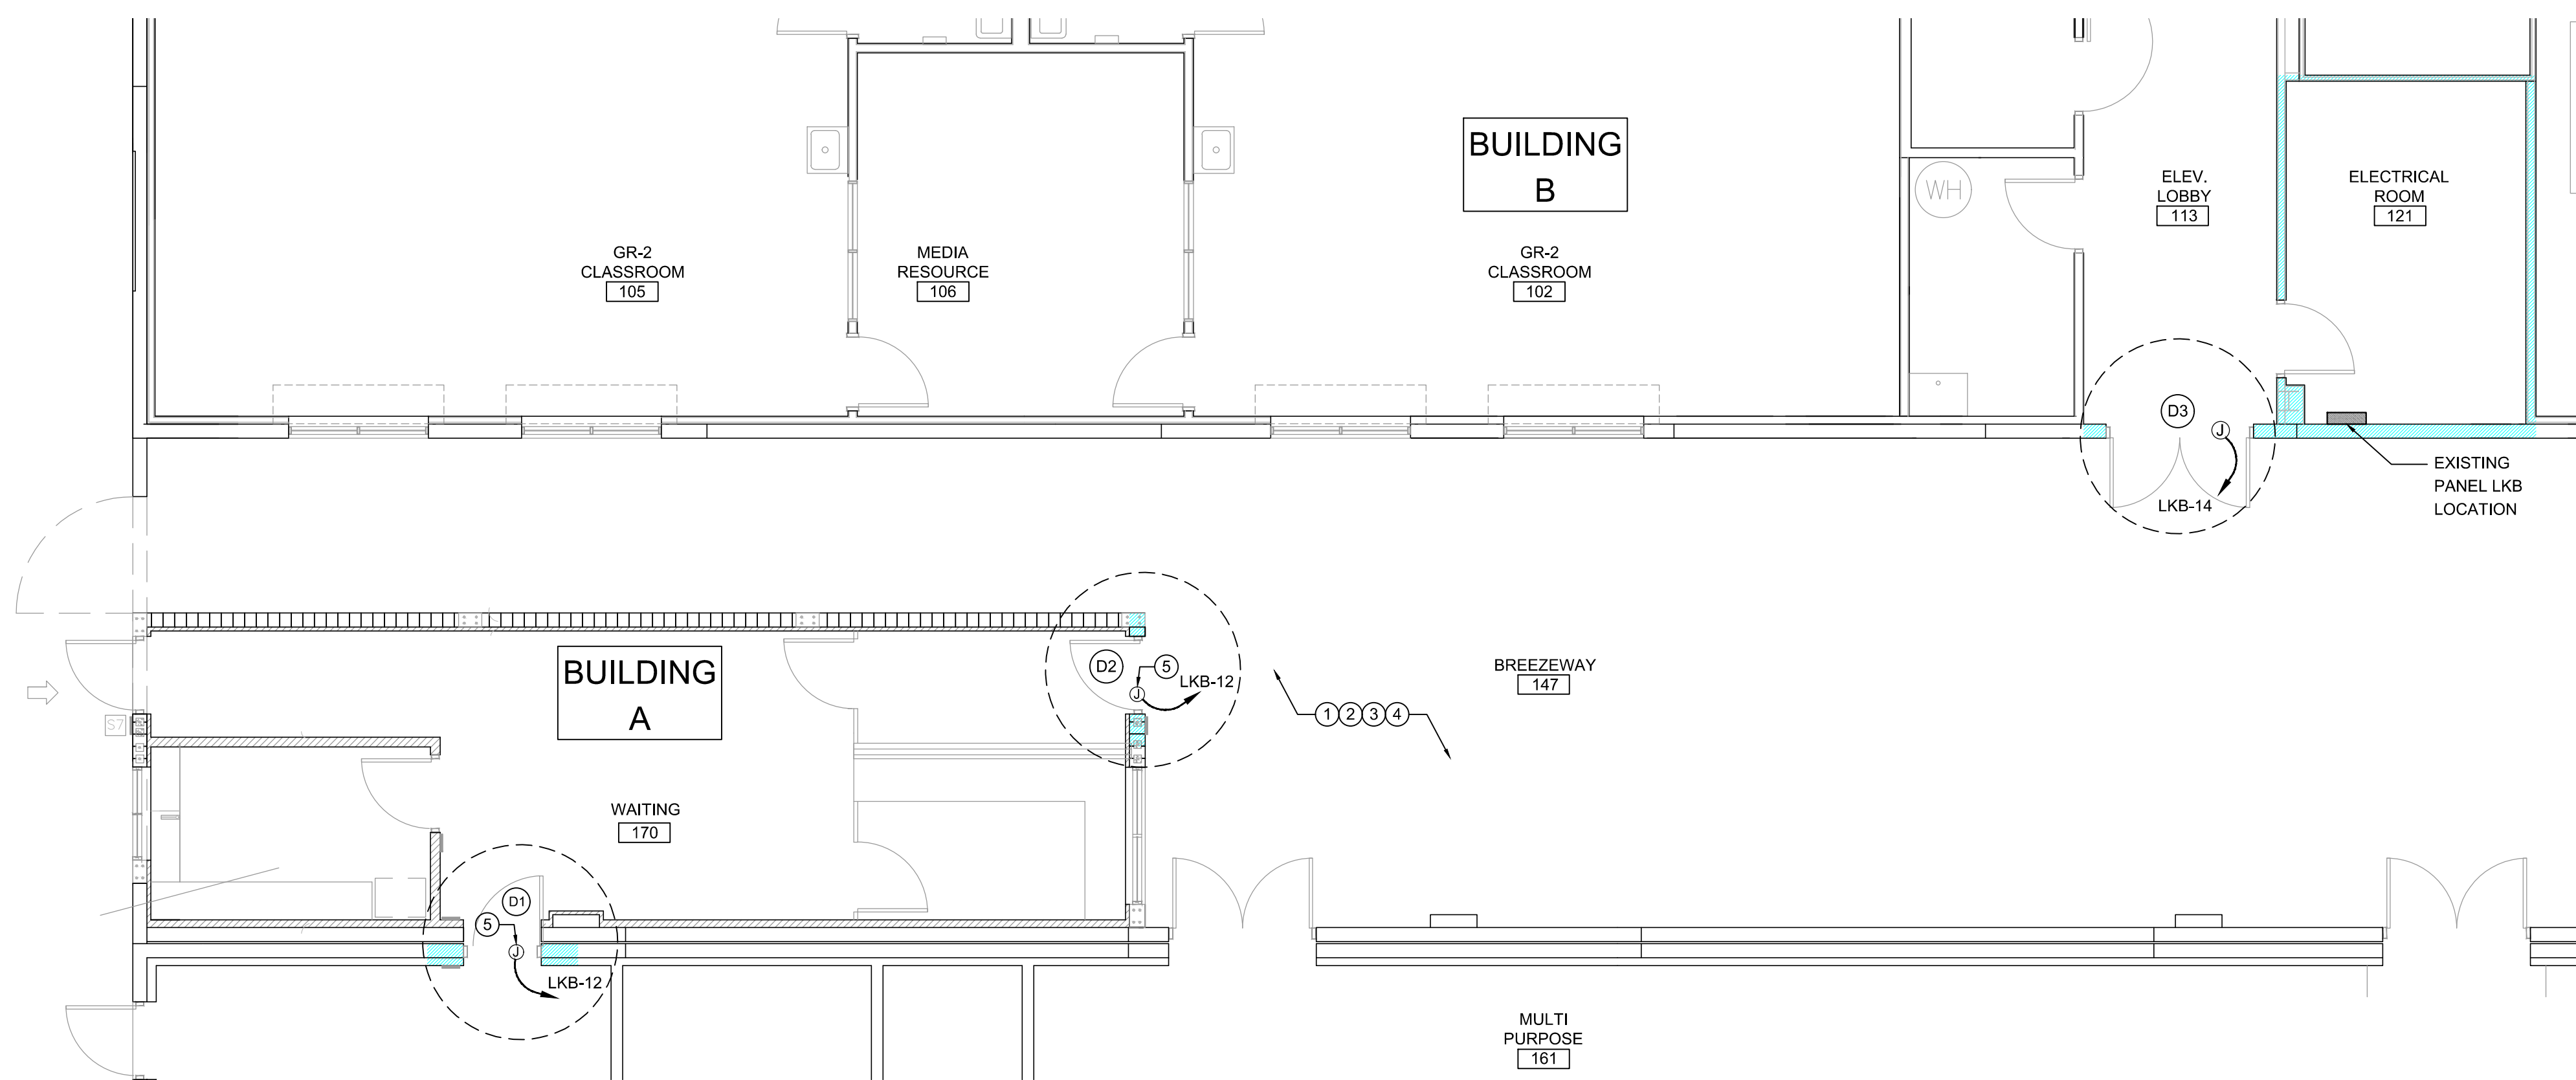 BUILDING
B
WH
ELEV.
LOBBY
113
ELECTRICAL
ROOM
121
GR-2
CLASSROOM
105
MEDIA
RESOURCE
106
GR-2
CLASSROOM
102
D3
J
LKB-14
EXISTING
PANEL LKB
LOCATION
BUILDING
A
D2
5
J
LKB-12
BREEZEWAY
147
1 2 3 4
S7
WAITING
170
D1
5
J
LKB-12
MULTI
PURPOSE
161